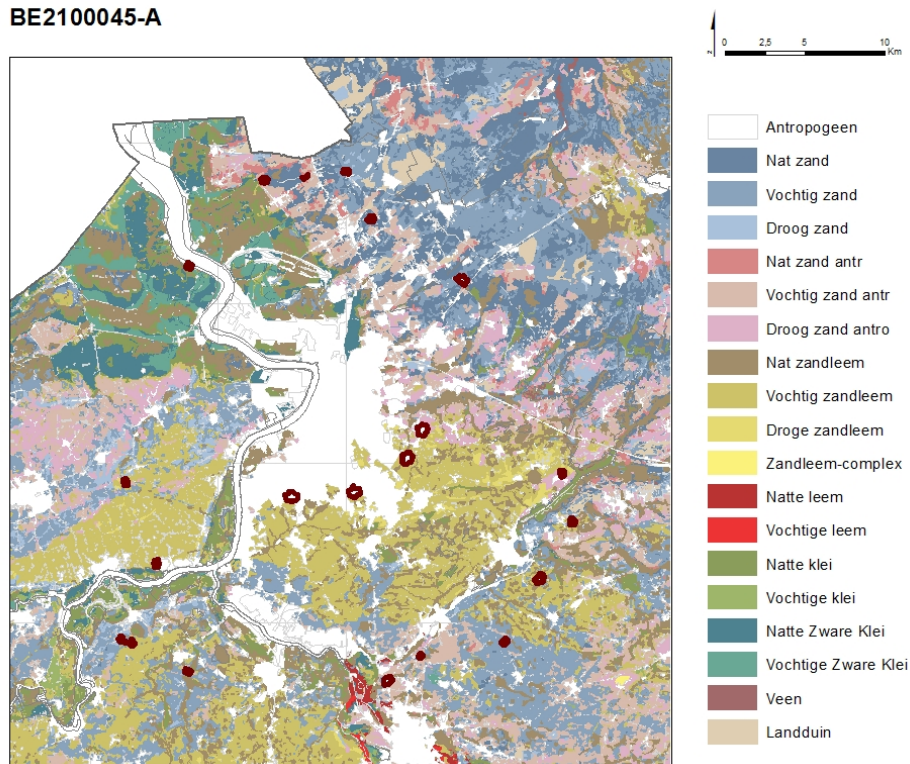 BE2100045-A
z
0 2,5 5 10
Km
Antropogeen
Nat zand
Vochtig zand
Droog zand
Nat zand antr
Vochtig zand antr
Droog zand antro
Nat zandleem
Vochtig zandleem
Droge zandleem
Zandleem-complex
Natte leem
Vochtige leem
Natte klei
Vochtige klei
Natte Zware Klei
Vochtige Zware Klei
Veen
Landduin